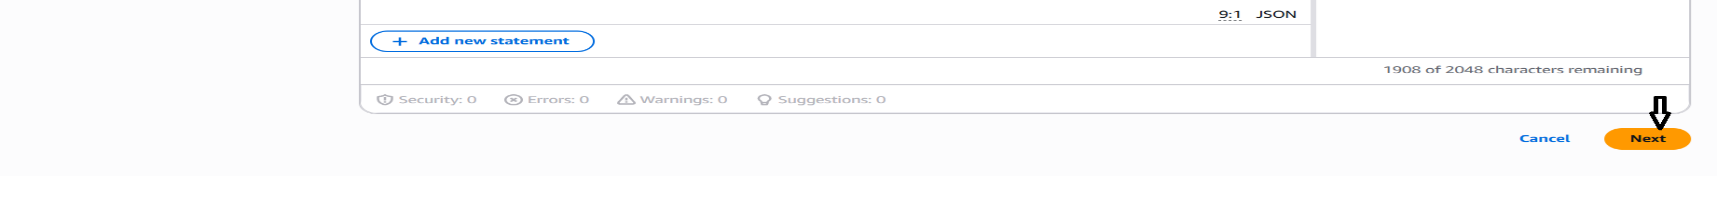 9:1 JSON
+ Add new statement
1908 of 2048 characters remaining
Security: 0 Errors: 0 Warnings: 0 Suggestions: 0
Cancel Next